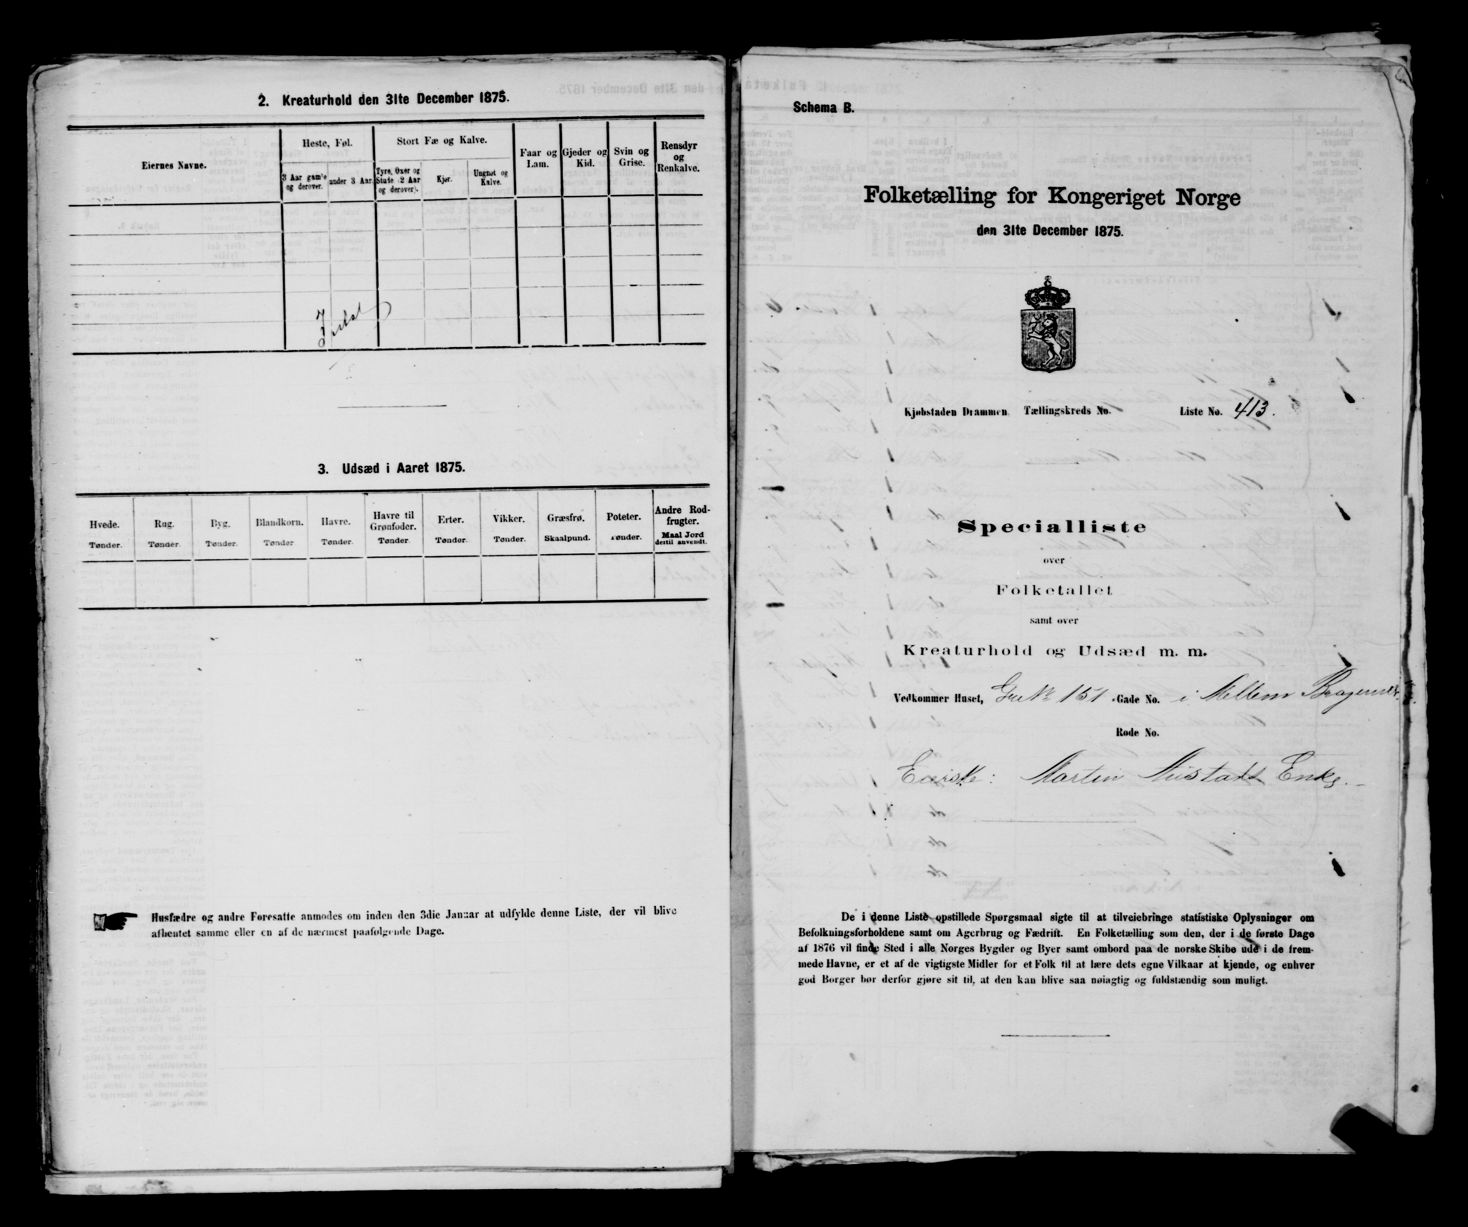 2. Kreaturhold den 31te December 1875.
Eiernes Navne.
Heste, Føl.
Stort Fæ og Kalve.
Faar og Lam.
Gjeder og Kid.
Svin og Grise.
Rensdyr og Renkalve.
3 Aar gamle og derover.
under 3 Aar.
Tyre, Oxer og Stude 2 Aar og derover).
Kjør.
Ungnøt og Kalve.
3. Udsæd i Aaret 1875.
Hvede. Tønder.
Rug. Tønder.
Byg. Tønder.
Blandkorn. Tønder
Havre. Tønder.
Havre til Grønfoder. Tønder.
Erter. Tønder.
Vikker. Tønder.
Græsfrø. Skaalpund.
Poteter. Tønder.
Andre Rodfrugter. Maal Jord dertil anvendt.
Husfædre og andre Foresatte anmodes om inden den 3die Januar at udfylde denne Liste, der vil blive
afhentet samme eller en af de nærmest paafølgende Dage.
Schema B.
Folketælling for Kongeriget Norge
den 31te December 1875.
Kjøbstaden Drammen Tællingskreds No. Liste No. 413.
Specialliste
over
Folketallet
samt over
Kreaturhold og Udsæd m. m.
Vedkommer Huset, 151 Gade No. i Mellem Bragernes
Rode No.
Martin Enke
De i denne Liste opstillede Spørgsmaal sigte til at tilveiebringe statistiske Oplysninger om
Befolkningsforholdene samt om Agerbrug og Fædrift. En Folketælling som den, der i de første Dage
af 1876 vil finde Sted i alle Norges Bygder og Byer samt ombord paa de norske Skibe ude i de frem-
mede Havne, er et af de vigtigste Midler for et Folk til at lære dets egne Vilkaar at kjende, og enhver
god Borger bør derfor gjøre sit til, at den kan blive saa nøiagtig og fuldstændig som muligt.